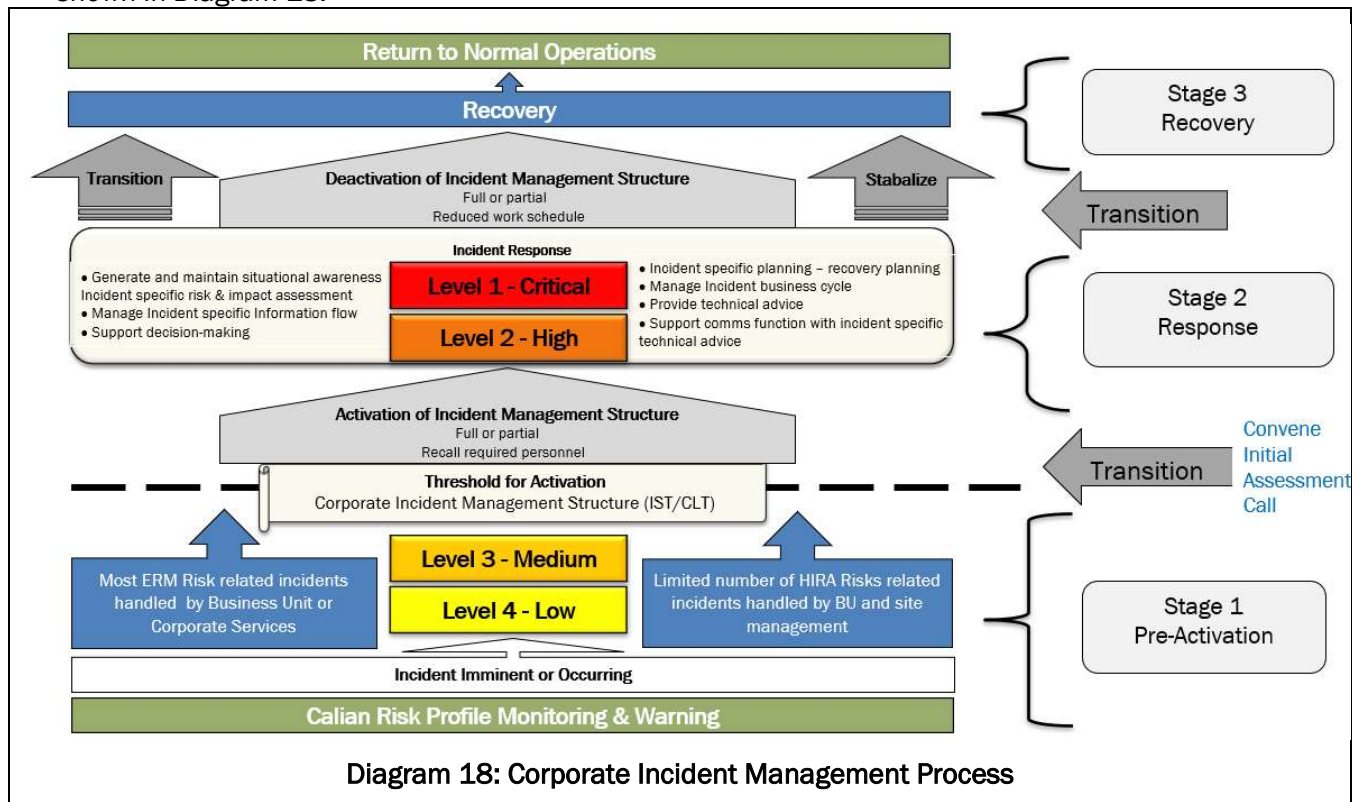 shown in Diagram 18.
Return to Normal Operations
Recovery
Stage 3
Recovery
Transition
Deactivation of Incident Management Structure
Full or partial
Reduced work schedule
Stabalize
Transition
Incident Response
• Generate and maintain situational awareness
Incident specific risk & impact assessment
• Manage Incident specific Information flow
• Support decision-making
Level 1 - Critical
Level 2 - High
• Incident specific planning – recovery planning
• Manage Incident business cycle
• Provide technical advice
• Support comms function with incident specific
technical advice
Stage 2
Response
Activation of Incident Management Structure
Full or partial
Recall required personnel
Transition
Convene
Initial
Assessment
Call
Threshold for Activation
Corporate Incident Management Structure (IST/CLT)
Most ERM Risk related incidents
handled by Business Unit or
Corporate Services
Level 3 - Medium
Level 4 - Low
Limited number of HIRA Risks related
incidents handled by BU and site
management
Stage 1
Pre-Activation
Incident Imminent or Occurring
Calian Risk Profile Monitoring & Warning
Diagram 18: Corporate Incident Management Process